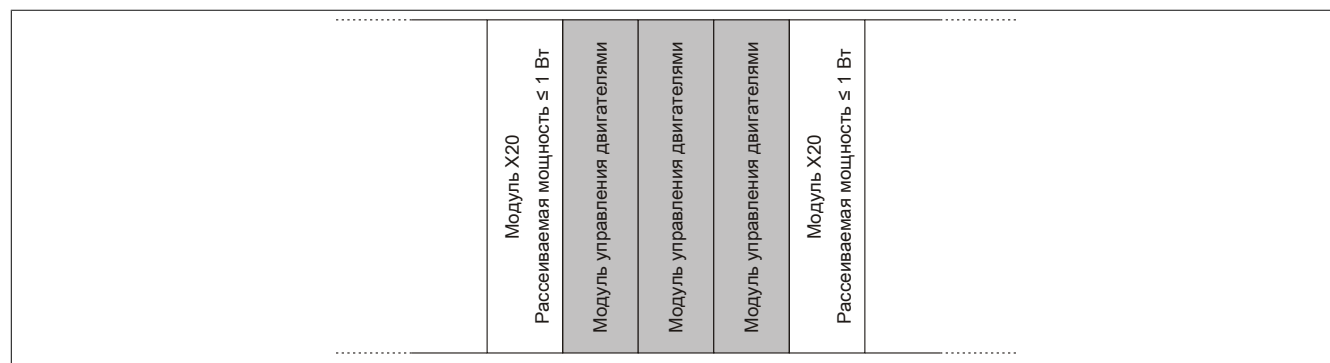 Модуль X20
Рассеиваемая мощность ≤ 1 Вт
Модуль управления двигателями
Модуль управления двигателями
Модуль управления двигателями
Модуль X20
Рассеиваемая мощность ≤ 1 Вт